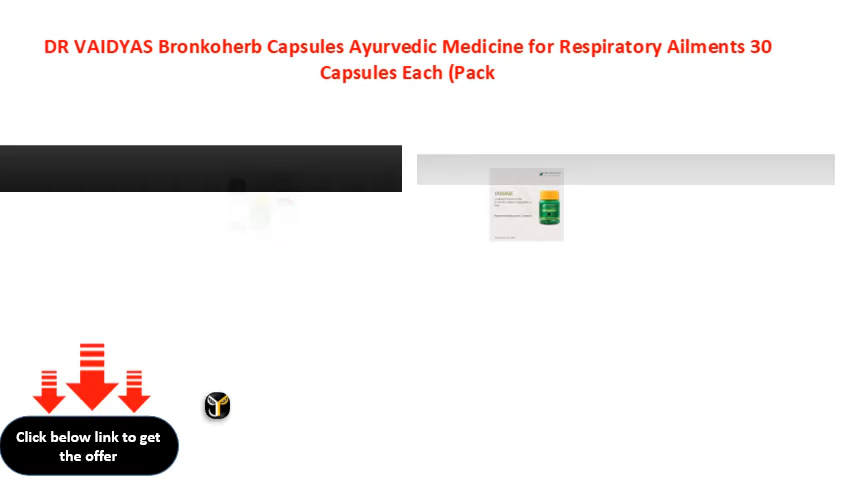 DR VAIDYAS Bronkoherb Capsules Ayurvedic Medicine for Respiratory Ailments 30
Capsules Each (Pack
DOSAGE
Click below link to get
the offer